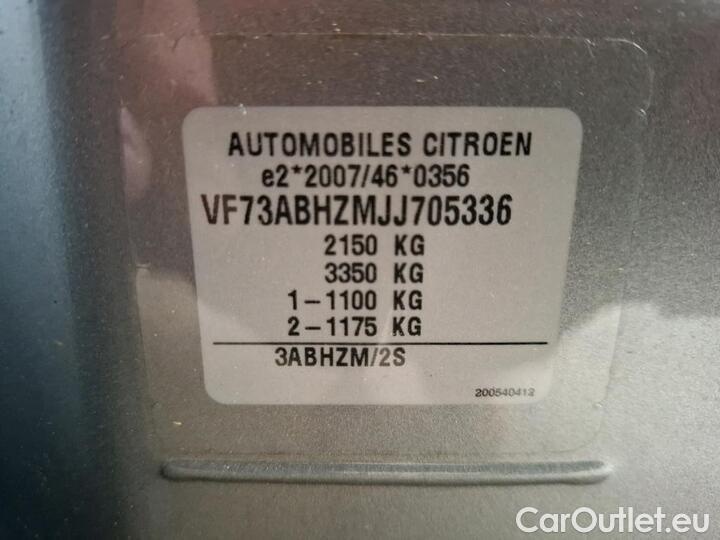 AUTOMOBILES CITROEN
e2*2007/46*0356
VF73ABHZMJJ705336
2150 KG
3350 KG
1-1100 KG
2-1175 KG
3ABHZM/2S
200540412
CarOutlet.eu